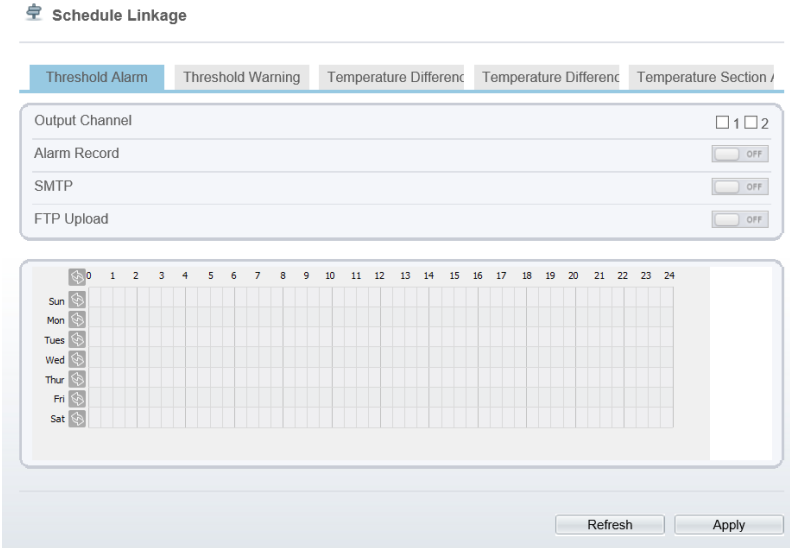 Schedule Linkage
Threshold Alarm Threshold Warning Temperature Differenc Temperature Differenc Temperature Section
Output Channel 1 2
Alarm Record OFF
SMTP OFF
FTP Upload OFF
0 1 2 3 4 5 6 7 8 9 10 11 12 13 14 15 16 17 18 19 20 21 22 23 24
Sun
Mon
Tues
Wed
Thur
Fri
Sat
Refresh Apply